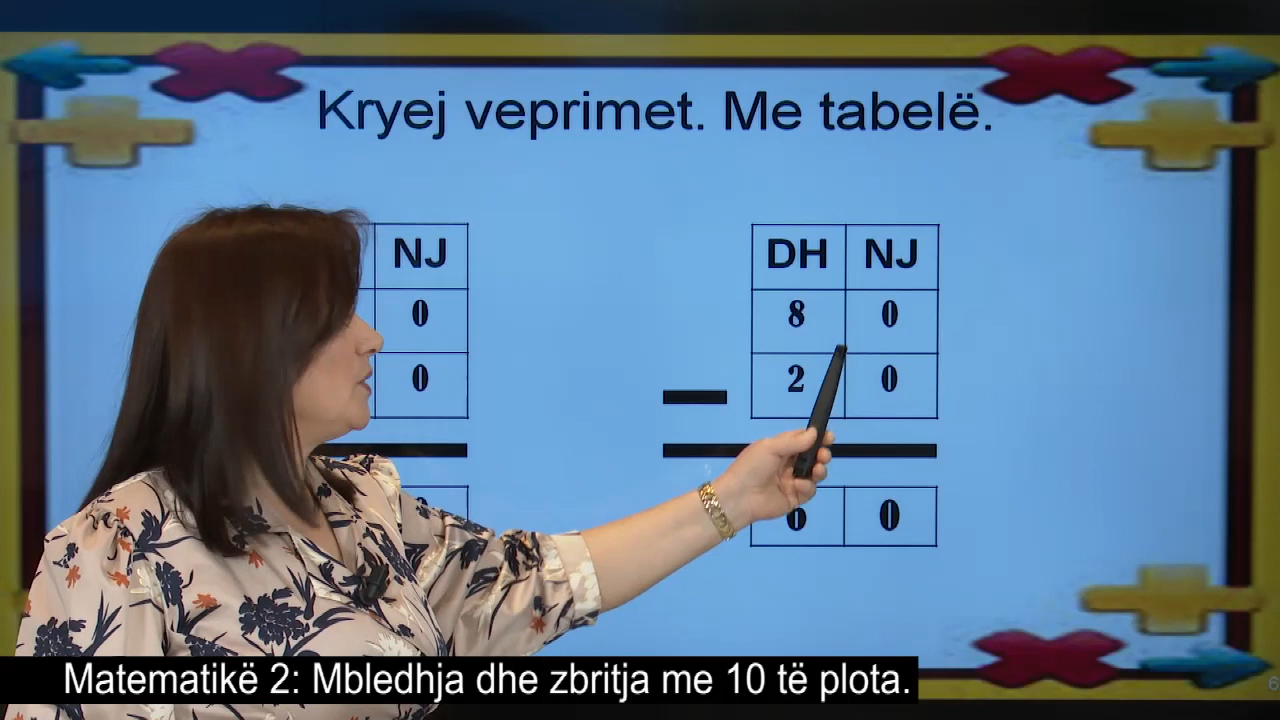 Kryej veprimet. Me tabelë.
NJ
0
0
DH NJ
8 0
2 0
6 0
Matematikë 2: Mbledhja dhe zbritja me 10 të plota.